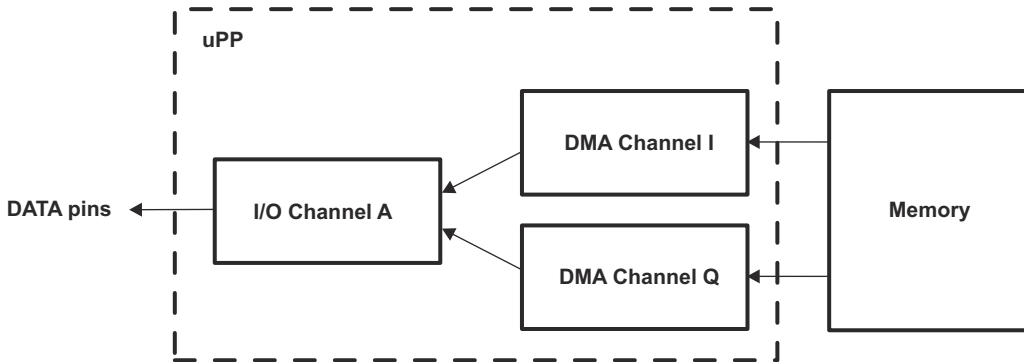 uPP
DMA Channel I
DATA pins
I/O Channel A
Memory
DMA Channel Q